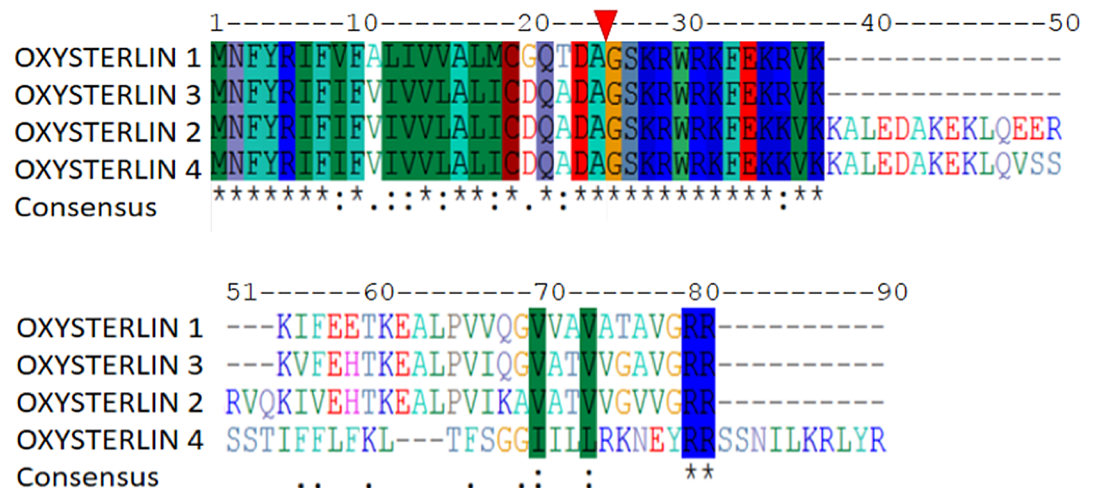 1-------10--------20--------30--------40--------50
OXYSTERLIN 1 MNFYRIFVFALIVVALMCGQTDAGSKRWRKFEKRVK--------------
OXYSTERLIN 3 MNFYRIFIFVIVVLALICDQADAGSKRWRKFEKRVK--------------
OXYSTERLIN 2 MNFYRIFIFVIVVLALICDQADAGSKRWRKFEKKVKKALEDAKEKLQEER
OXYSTERLIN 4 MNFYRIFIFVIVVLALICDQADAGSKRWRKFEKKVKKALEDAKEKLQVSS
Consensus *******:*.::*:**:*.*:************:**
51------60--------70--------80--------90
OXYSTERLIN 1 ---KIFEETKEALPVVQGVVAVATAVGRR----------
OXYSTERLIN 3 ---KVFEHTKEALPVIQGVATVVGAVGRR----------
OXYSTERLIN 2 RVQKIVEHTKEALPVIKAVATVVGVVGRR----------
OXYSTERLIN 4 SSTIFFLFKL---TFSGGIILLRKNEYRRSSNILKRLYR
Consensus .. . . .: : **